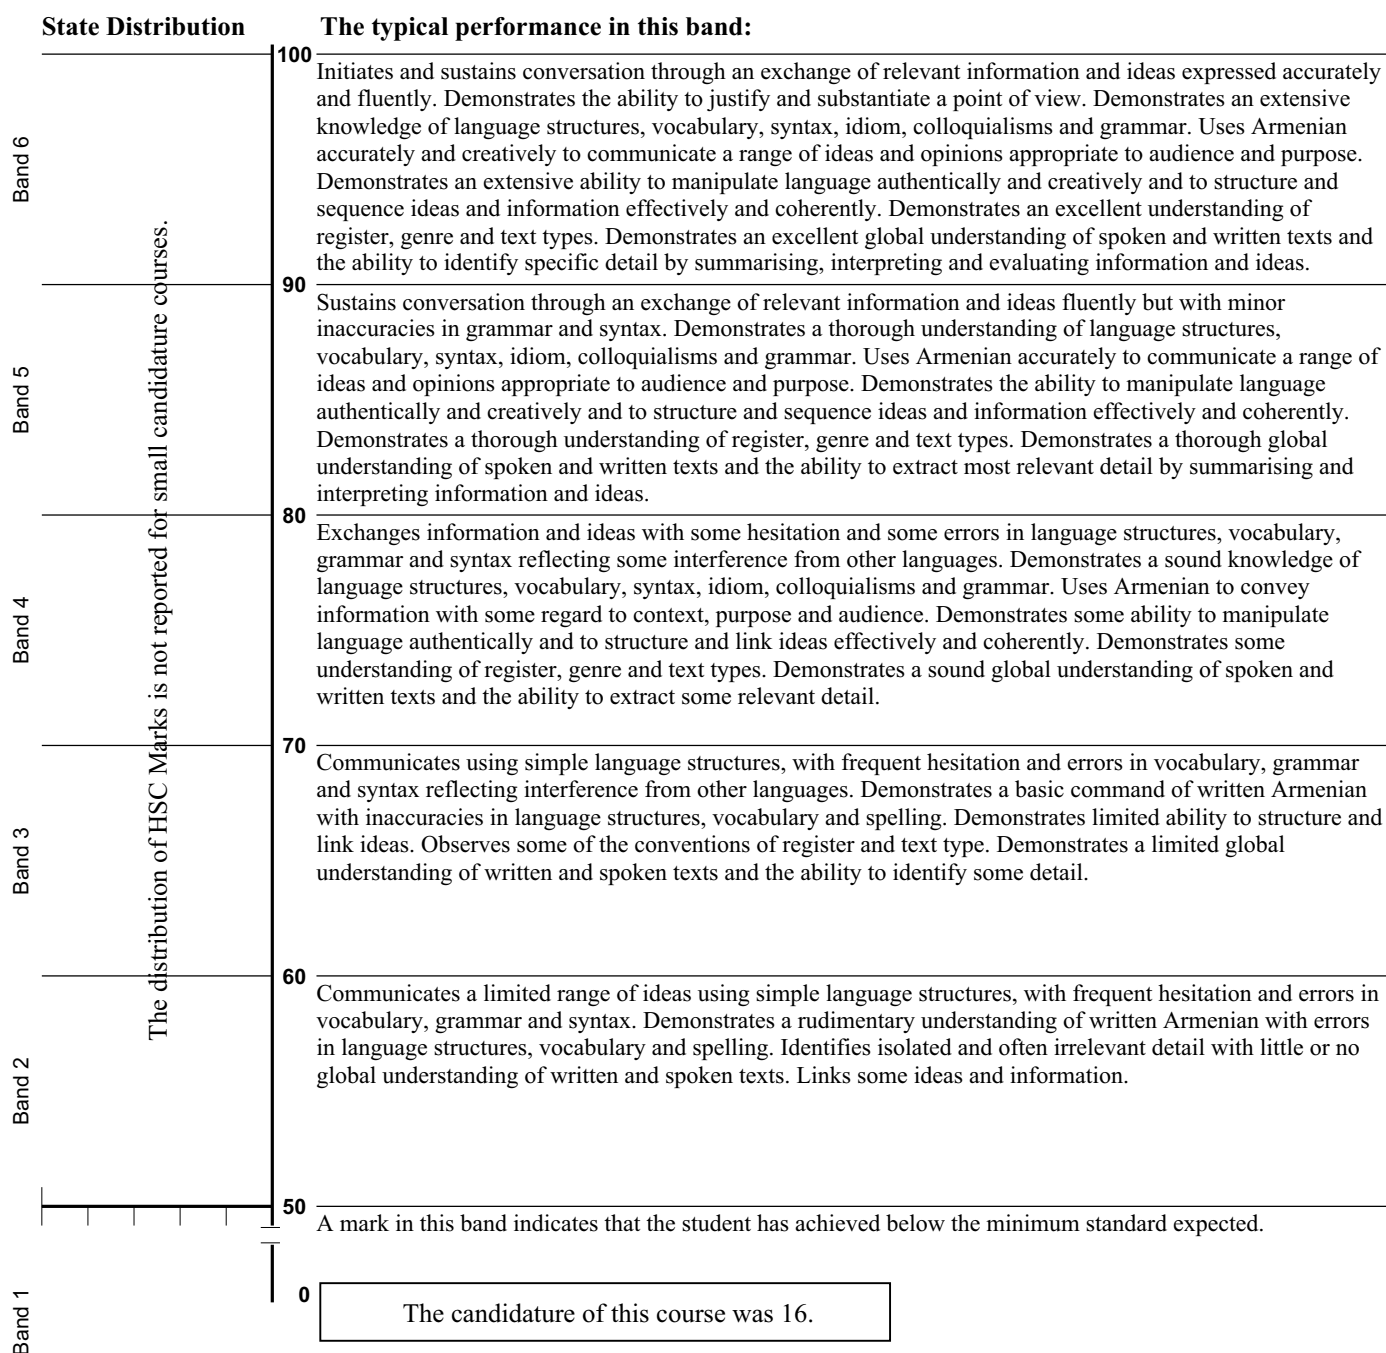 State Distribution
The typical performance in this band:
100
Band 6
Initiates and sustains conversation through an exchange of relevant information and ideas expressed accurately
and fluently. Demonstrates the ability to justify and substantiate a point of view. Demonstrates an extensive
knowledge of language structures, vocabulary, syntax, idiom, colloquialisms and grammar. Uses Armenian
accurately and creatively to communicate a range of ideas and opinions appropriate to audience and purpose.
Demonstrates an extensive ability to manipulate language authentically and creatively and to structure and
sequence ideas and information effectively and coherently. Demonstrates an excellent understanding of
register, genre and text types. Demonstrates an excellent global understanding of spoken and written texts and
the ability to identify specific detail by summarising, interpreting and evaluating information and ideas.
The distribution of HSC Marks is not reported for small candidature courses.
90
Band 5
Sustains conversation through an exchange of relevant information and ideas fluently but with minor
inaccuracies in grammar and syntax. Demonstrates a thorough understanding of language structures,
vocabulary, syntax, idiom, colloquialisms and grammar. Uses Armenian accurately to communicate a range of
ideas and opinions appropriate to audience and purpose. Demonstrates the ability to manipulate language
authentically and creatively and to structure and sequence ideas and information effectively and coherently.
Demonstrates a thorough understanding of register, genre and text types. Demonstrates a thorough global
understanding of spoken and written texts and the ability to extract most relevant detail by summarising and
interpreting information and ideas.
80
Band 4
Exchanges information and ideas with some hesitation and some errors in language structures, vocabulary,
grammar and syntax reflecting some interference from other languages. Demonstrates a sound knowledge of
language structures, vocabulary, syntax, idiom, colloquialisms and grammar. Uses Armenian to convey
information with some regard to context, purpose and audience. Demonstrates some ability to manipulate
language authentically and to structure and link ideas effectively and coherently. Demonstrates some
understanding of register, genre and text types. Demonstrates a sound global understanding of spoken and
written texts and the ability to extract some relevant detail.
70
Band 3
Communicates using simple language structures, with frequent hesitation and errors in vocabulary, grammar
and syntax reflecting interference from other languages. Demonstrates a basic command of written Armenian
with inaccuracies in language structures, vocabulary and spelling. Demonstrates limited ability to structure and
link ideas. Observes some of the conventions of register and text type. Demonstrates a limited global
understanding of written and spoken texts and the ability to identify some detail.
60
Band 2
Communicates a limited range of ideas using simple language structures, with frequent hesitation and errors in
vocabulary, grammar and syntax. Demonstrates a rudimentary understanding of written Armenian with errors
in language structures, vocabulary and spelling. Identifies isolated and often irrelevant detail with little or no
global understanding of written and spoken texts. Links some ideas and information.
50
A mark in this band indicates that the student has achieved below the minimum standard expected.
Band 1
0
The candidature of this course was 16.